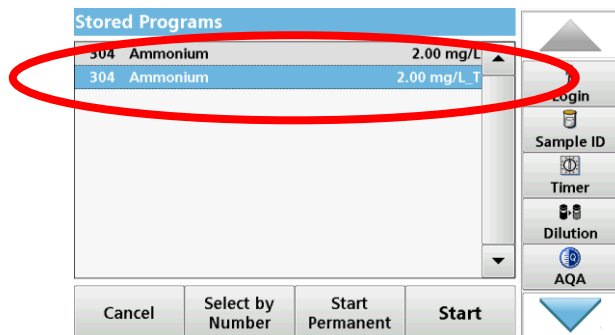 Stored Programs
304 Ammonium 2.00 mg/L
304 Ammonium 2.00 mg/L_T
Login
Sample ID
Timer
Dilution
AQA
Cancel
Select by
Number
Start
Permanent
Start